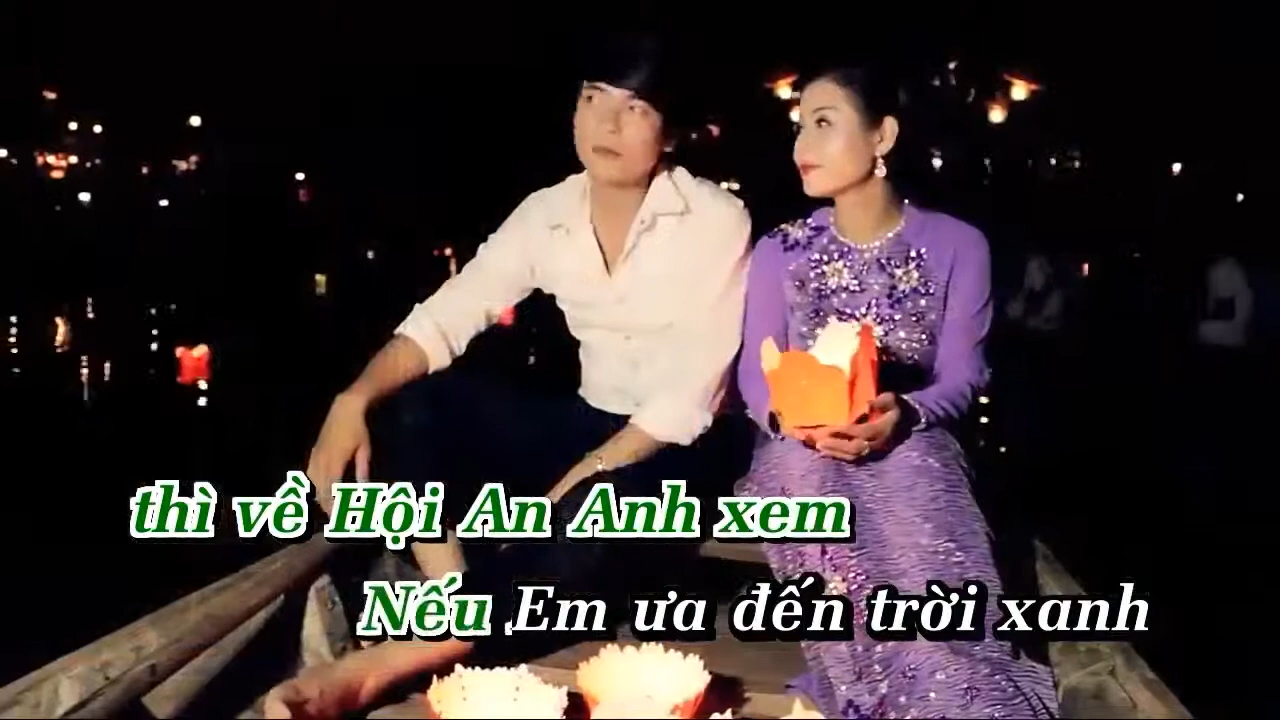 thì về Hội An Anh xem
Nếu Em ưa đến trời xanh